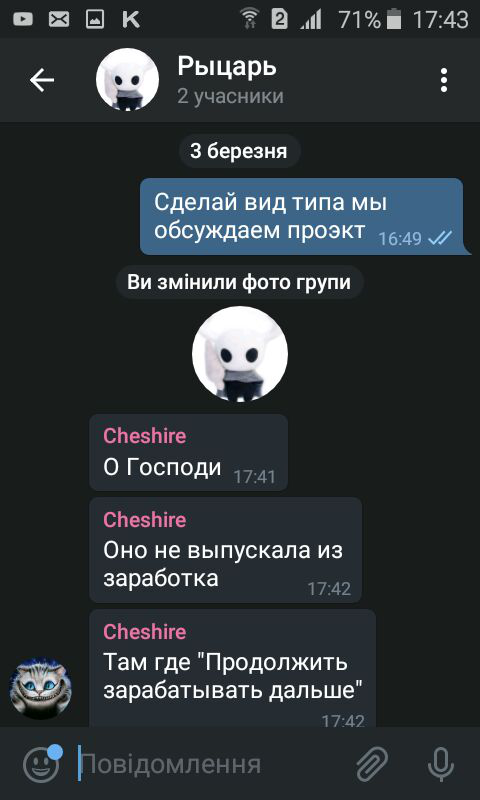 71% 17:43
Рыцарь
2 учасники
3 березня
Сделай вид типа мы
обсуждаем проэкт 16:49
Ви змінили фото групи
Cheshire
О Господи 17:41
Cheshire
Оно не выпускала из
заработка 17:42
Cheshire
Там где "Продолжить
зарабатывать дальше"
17:42
Повідомлення